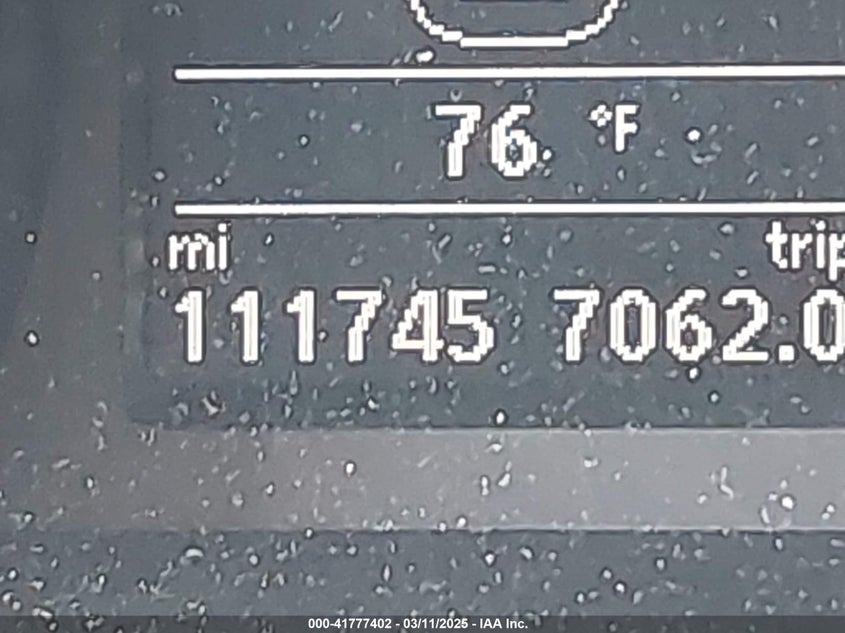 76 °F
mi trip
111745 7062.0
000-41777402 - 03/11/2025 - IAA Inc.